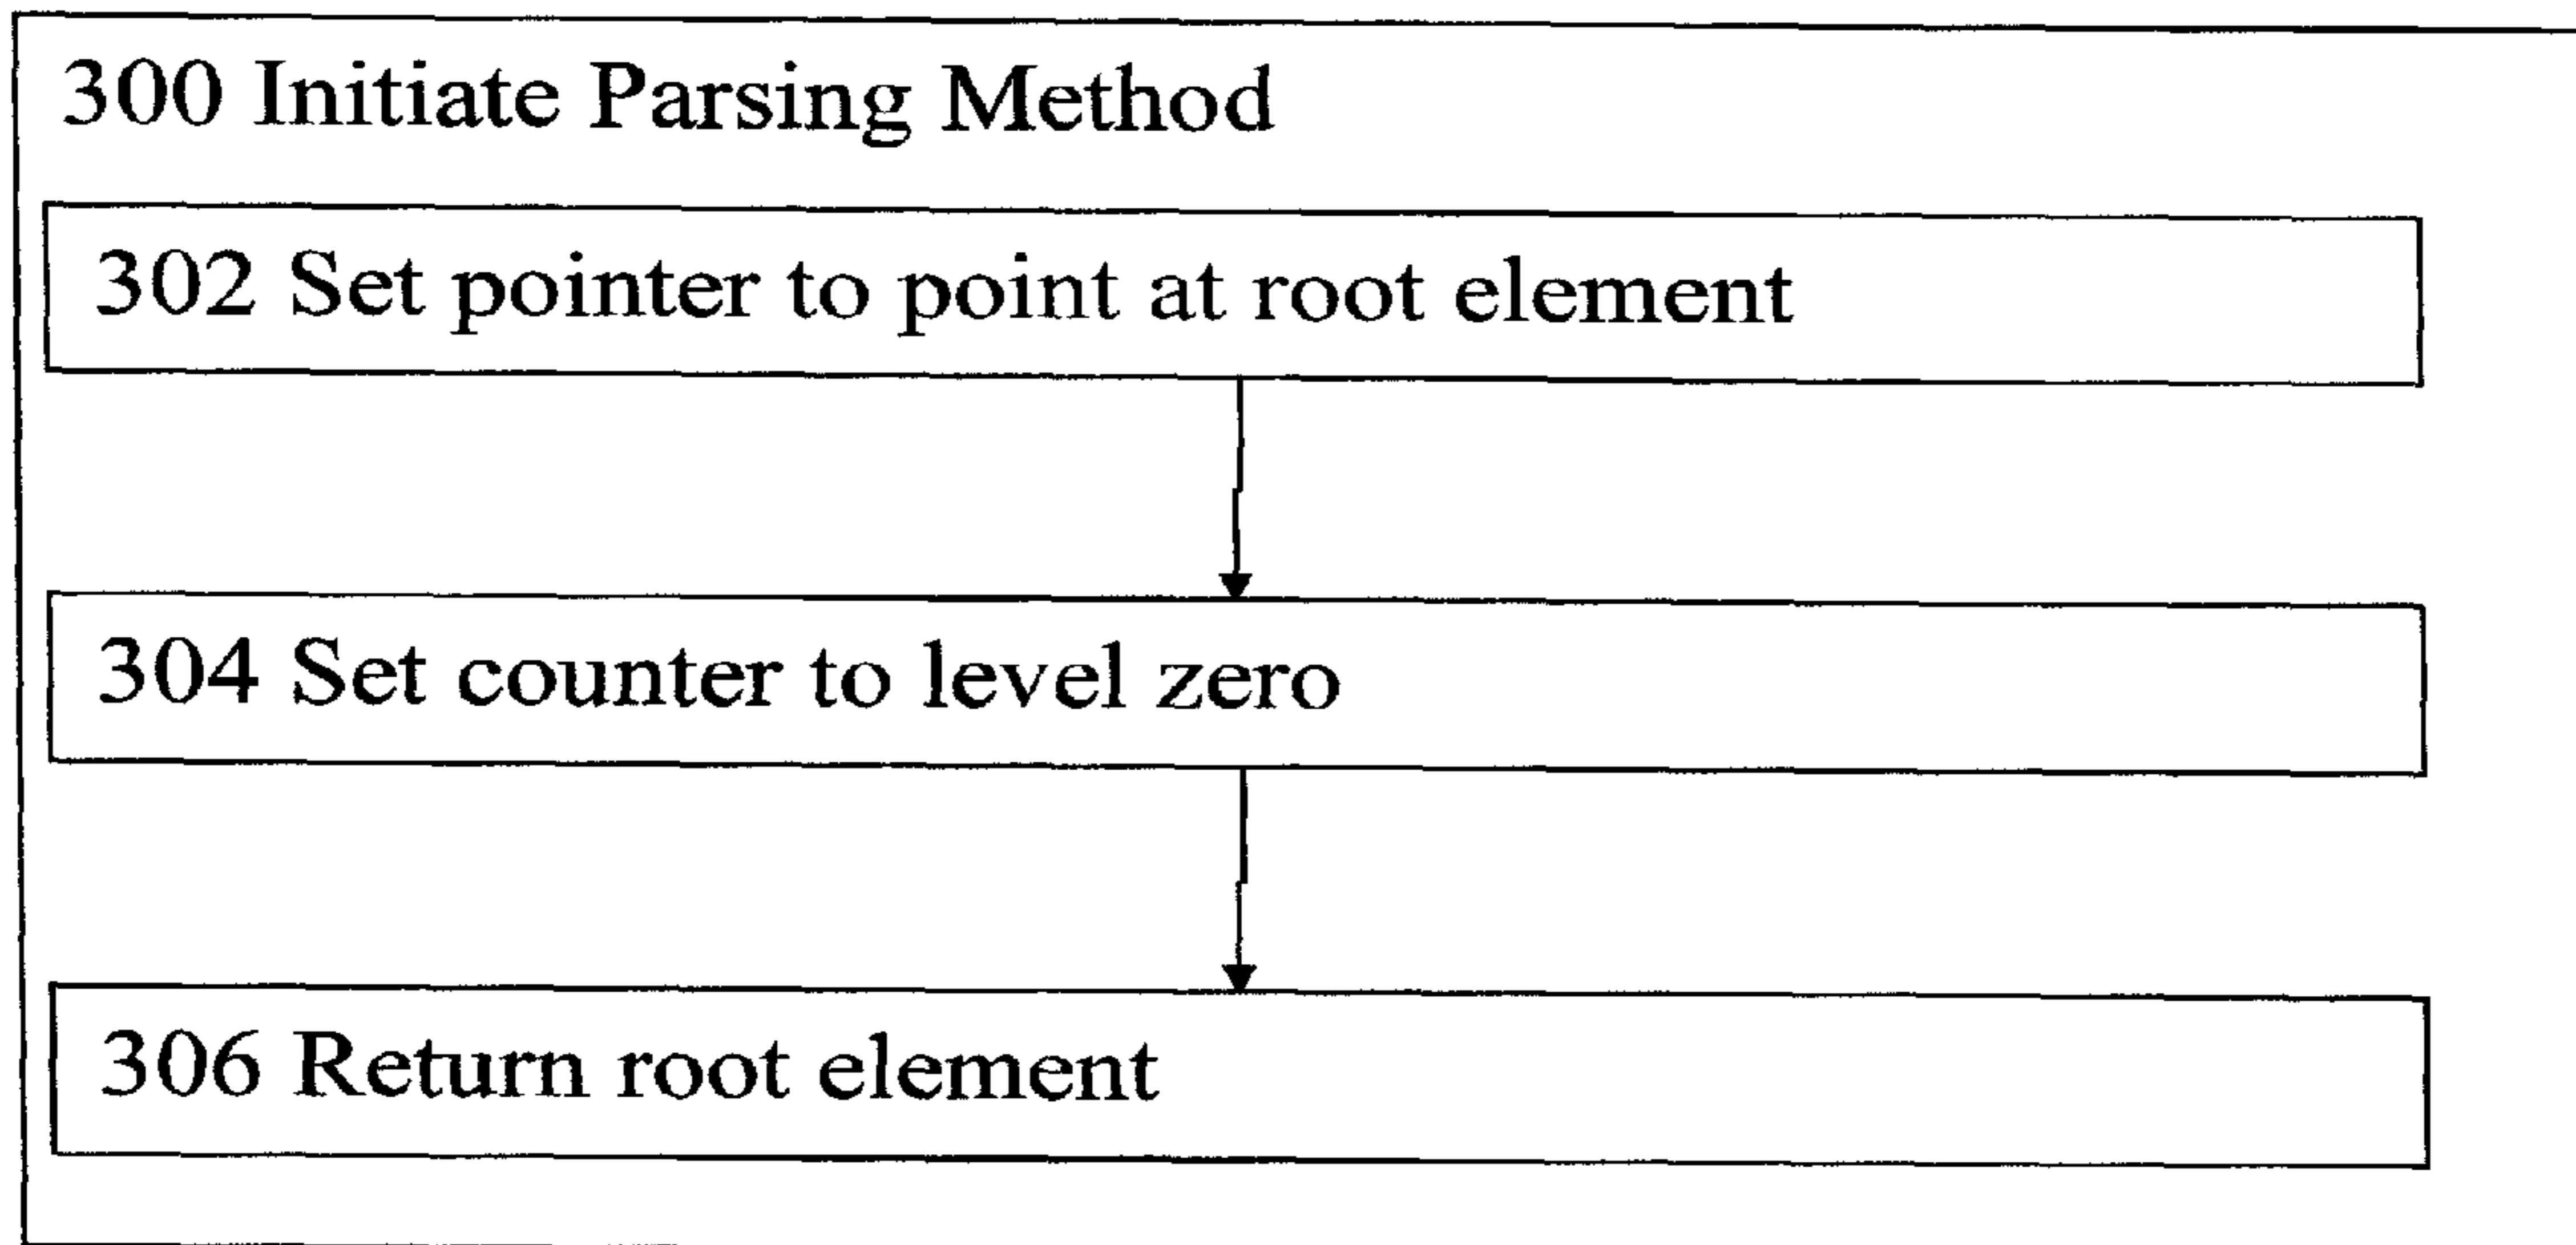 300 Initiate Parsing Method
302 Set pointer to point at root element
304 Set counter to level zero
306 Return root element